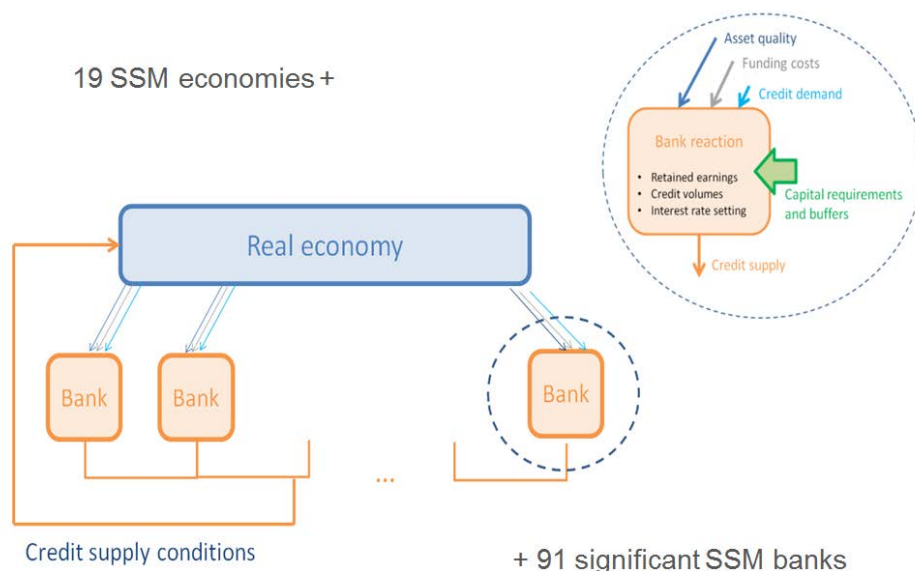 19 SSM economies +
Asset quality
Funding costs
Credit demand
Bank reaction
• Retained earnings
• Credit volumes
• Interest rate setting
Capital requirements
and buffers
Credit supply
Real economy
Bank
Bank
Bank
...
Credit supply conditions
+ 91 significant SSM banks